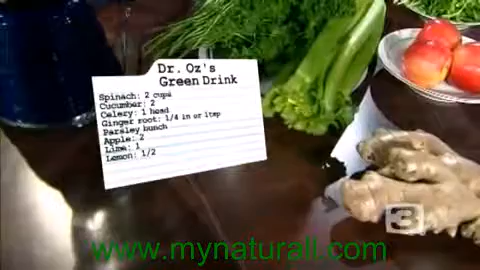 Dr. Oz's
Green Drink
Spinach: 2 cups
Cucumber: 2
Celery: 1 head
Ginger root: 1/4 in or 1tsp
Parsley bunch
Apple: 2
Lime: 1
Lemon: 1/2
3
www.mynaturall.com